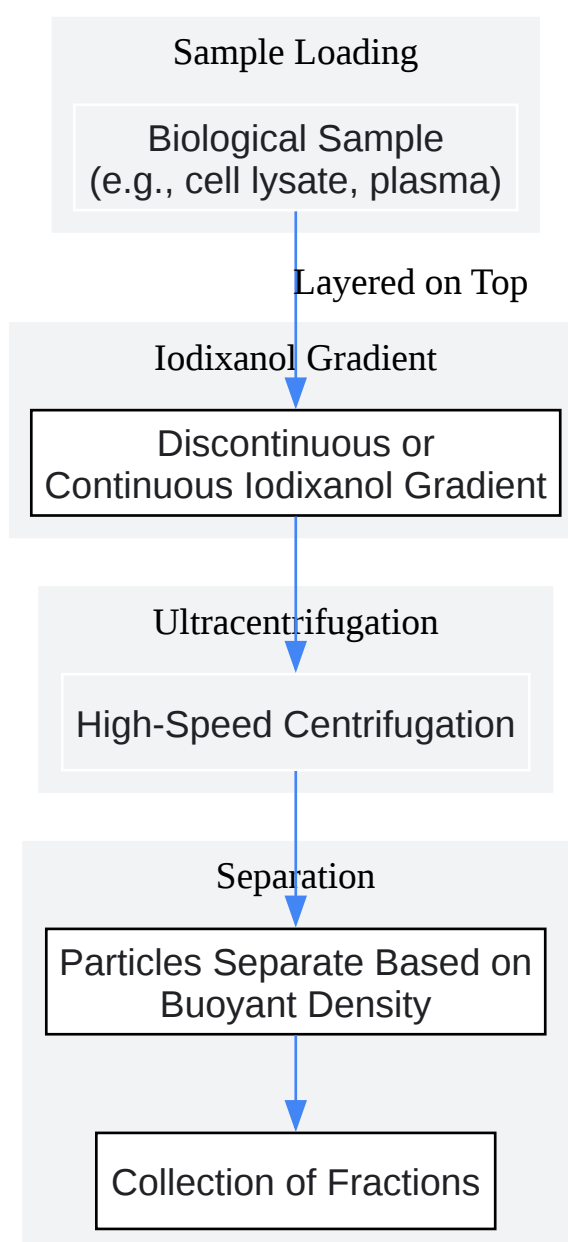 Sample Loading
Biological Sample
(e.g., cell lysate, plasma)
Layered on Top
Iodixanol Gradient
Discontinuous or
Continuous Iodixanol Gradient
Ultracentrifugation
High-Speed Centrifugation
Separation
Particles Separate Based on
Buoyant Density
Collection of Fractions